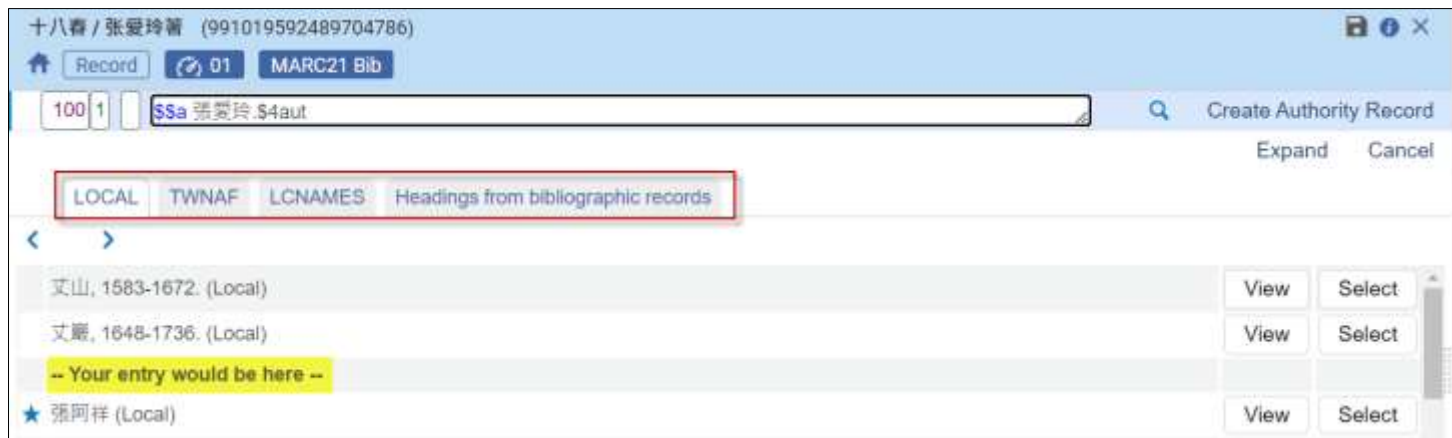 十八春 / 张爱玲著 (991019592489704786)
Record 01 MARC21 Bib
100 1 $$a 張愛玲.$4aut Create Authority Record
Expand Cancel
LOCAL TWNAF LCNAMES Headings from bibliographic records
艾山, 1583-1672. (Local) View Select
丈巖, 1648-1736. (Local) View Select
-- Your entry would be here --
張阿祥 (Local) View Select